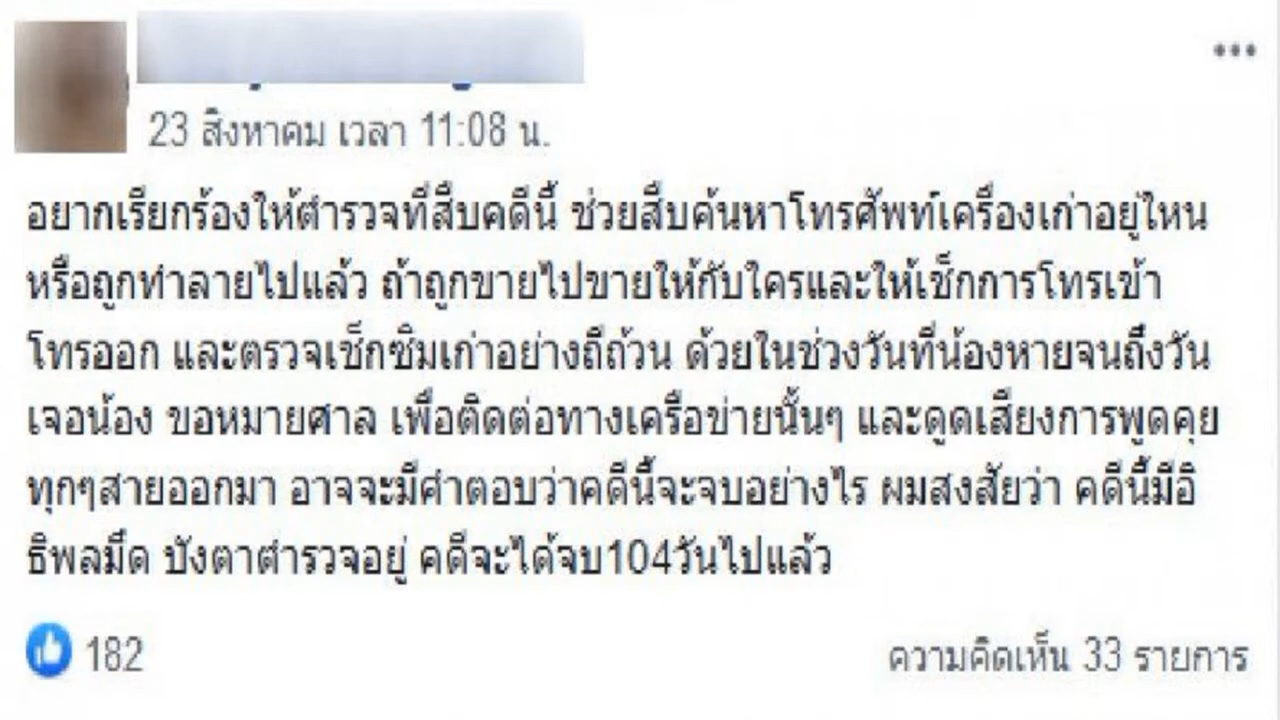 23 สิงหาคม เวลา 11:08 น.
อยากเรียกร้องให้ตำรวจที่สืบคดีนี้ ช่วยสืบค้นหาโทรศัพท์เครื่องเก่าอยู่ใหน
หรือถูกทำลายไปแล้ว ถ้าถูกขายไปขายให้กับใครและให้เช็กการโทรเข้า
โทรออก และตรวจเช็กซิมเก่าอย่างถี่ถ้วน ด้วยในช่วงวันที่น้องหายจนถึงวัน
เจอน้อง ขอหมายศาล เพื่อติดต่อทางเครือข่ายนั้นๆ และดูดเสียงการพูดคุย
ทุกๆสายออกมา อาจจะมีคำตอบว่าคดีนี้จะจบอย่างไร ผมสงสัยว่า คดีนี้มีอิ
ธิพลมืด บังตาตำรวจอยู่ คดีจะได้จบ104วันไปแล้ว
182
ความคิดเห็น 33 รายการ